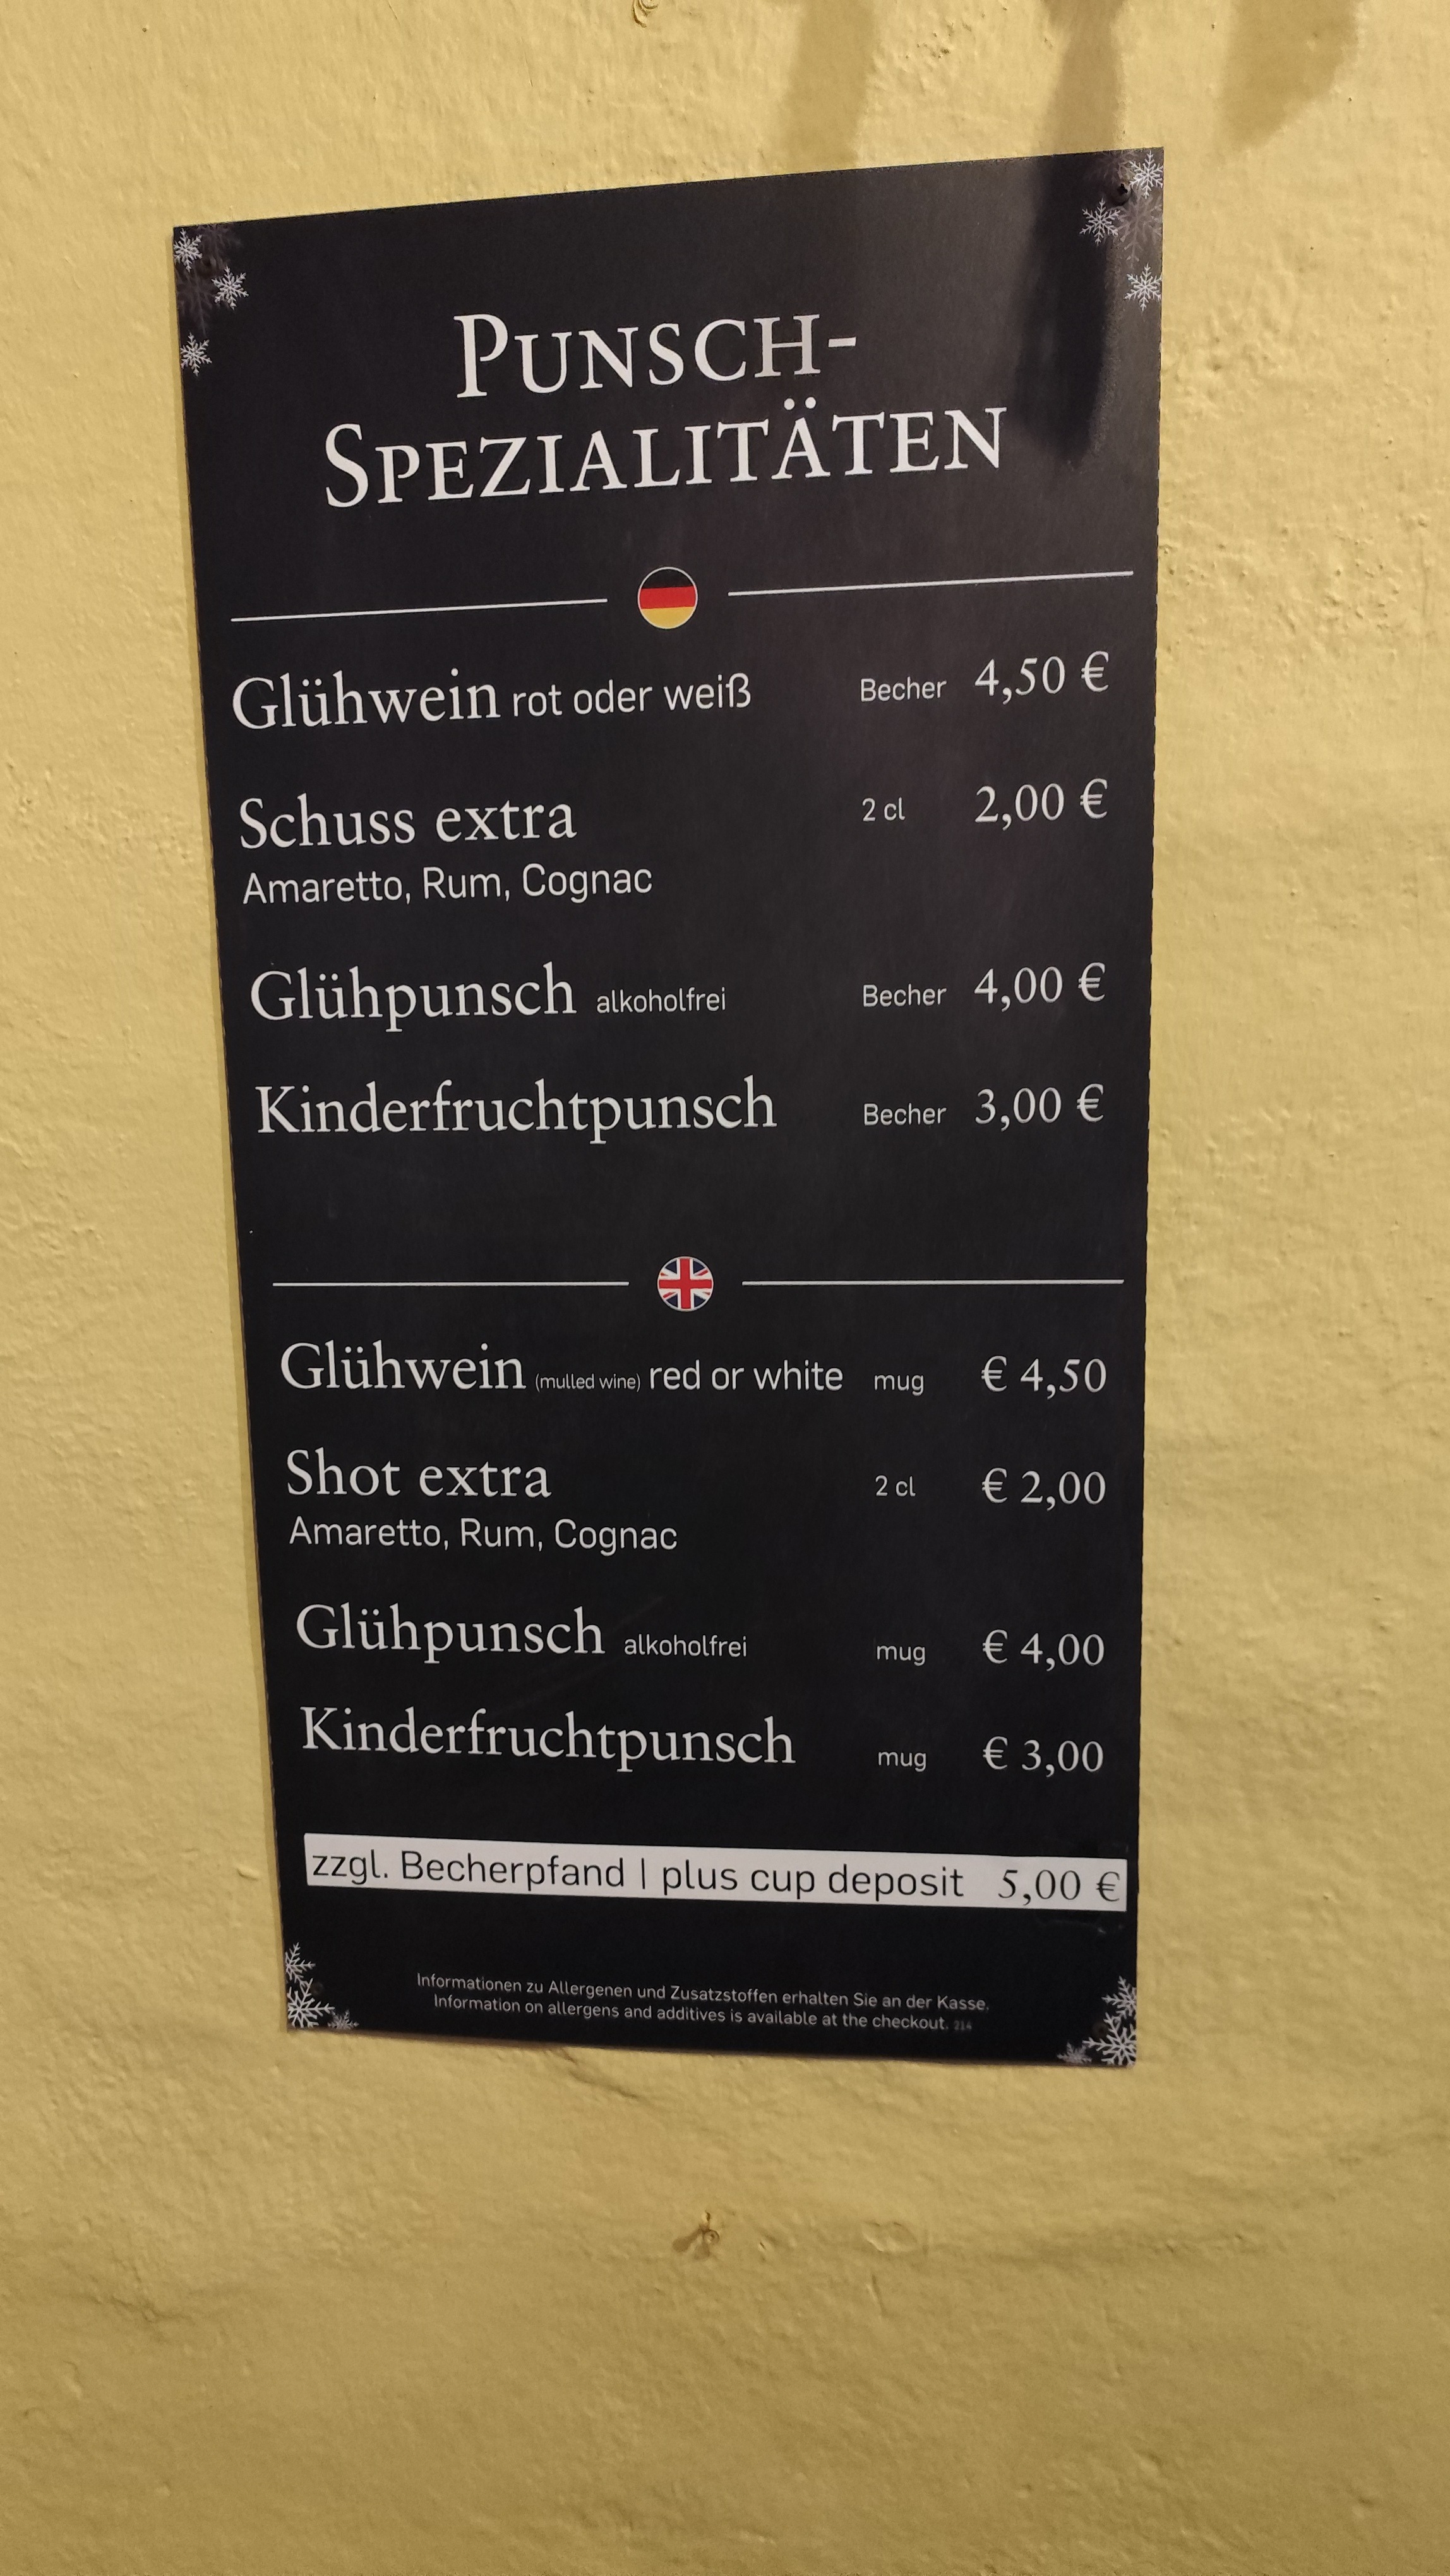 PUNSCH-
SPEZIALITÄTEN
Glühwein rot oder weiß Becher 4,50 €
Schuss extra 2 cl 2,00 €
Amaretto, Rum, Cognac
Glühpunsch alkoholfrei Becher 4,00 €
Kinderfruchtpunsch Becher 3,00 €
Glühwein (mulled wine) red or white mug € 4,50
Shot extra 2 cl € 2,00
Amaretto, Rum, Cognac
Glühpunsch alkoholfrei mug € 4,00
Kinderfruchtpunsch mug € 3,00
zzgl. Becherpfand | plus cup deposit 5,00 €
Informationen zu Allergenen und Zusatzstoffen erhalten Sie an der Kasse.
Information on allergens and additives is available at the checkout. 214